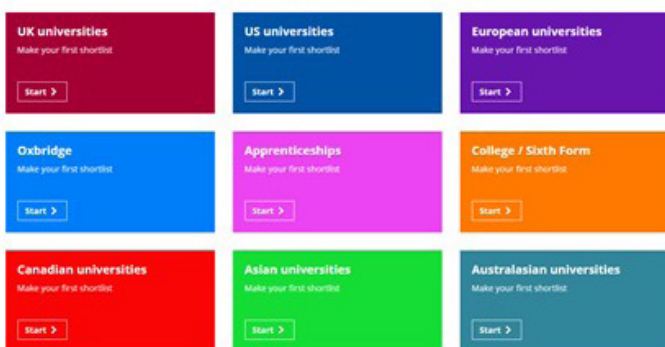 UK universities
Make your first shortlist
Start >
US universities
Make your first shortlist
Start >
European universities
Make your first shortlist
Start >
Oxbridge
Make your first shortlist
Start >
Apprenticeships
Make your first shortlist
Start >
College / Sixth Form
Make your first shortlist
Start >
Canadian universities
Make your first shortlist
Start >
Asian universities
Make your first shortlist
Start >
Australasian universities
Make your first shortlist
Start >